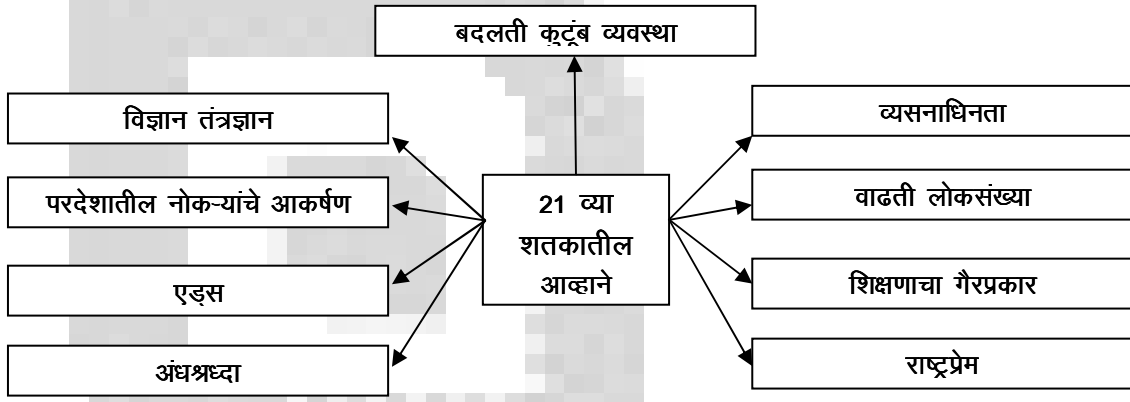 बदलती कुटूंब व्यवस्था
विज्ञान तंत्रज्ञान
परदेशातील नोकऱ्यांचे आकर्षण
एड्स
अंधश्रध्दा
21 व्या
शतकातील
आव्हाने
व्यसनाधिनता
वाढती लोकसंख्या
शिक्षणाचा गैरप्रकार
राष्ट्रप्रेम